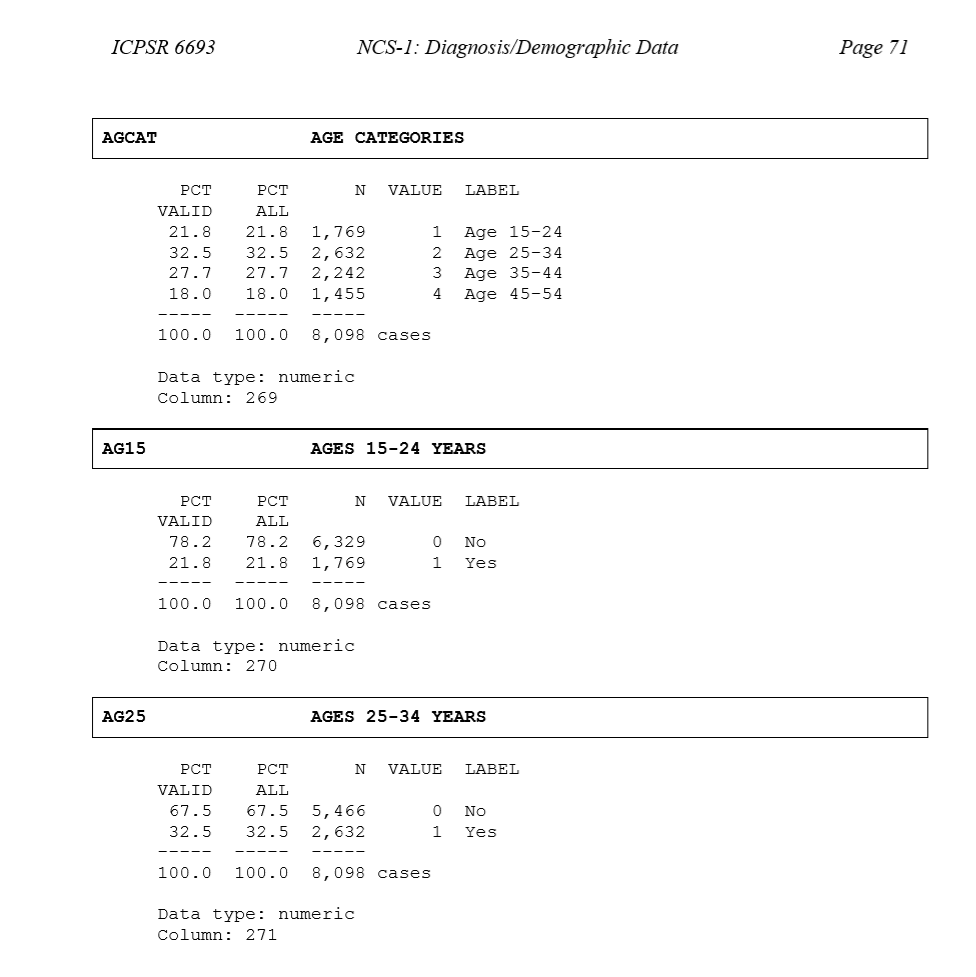 ICPSR 6693 NCS-1: Diagnosis/Demographic Data Page 71
AGCAT AGE CATEGORIES
PCT PCT N VALUE LABEL
VALID ALL
21.8 21.8 1,769 1 Age 15-24
32.5 32.5 2,632 2 Age 25-34
27.7 27.7 2,242 3 Age 35-44
18.0 18.0 1,455 4 Age 45-54
----- ----- -----
100.0 100.0 8,098 cases
Data type: numeric
Column: 269
AG15 AGES 15-24 YEARS
PCT PCT N VALUE LABEL
VALID ALL
78.2 78.2 6,329 0 No
21.8 21.8 1,769 1 Yes
----- ----- -----
100.0 100.0 8,098 cases
Data type: numeric
Column: 270
AG25 AGES 25-34 YEARS
PCT PCT N VALUE LABEL
VALID ALL
67.5 67.5 5,466 0 No
32.5 32.5 2,632 1 Yes
----- ----- -----
100.0 100.0 8,098 cases
Data type: numeric
Column: 271